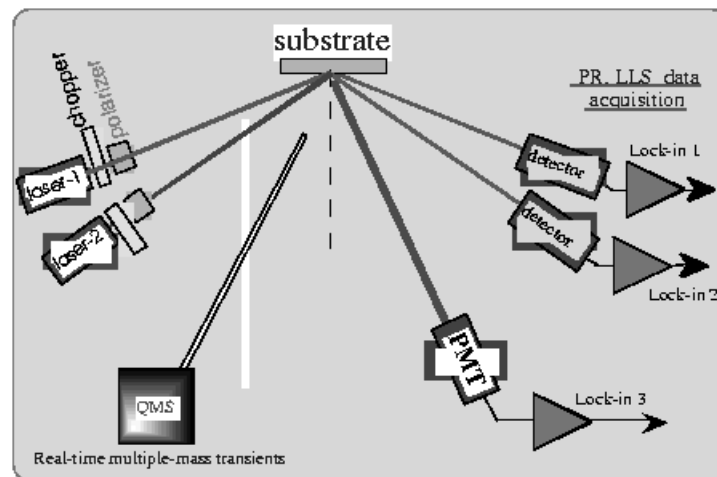 substrate
chopper
polarizer
PR, LLS data
acquisition
laser-1
detector
Lock-in 1
laser-2
detector
Lock-in 2
PMT
QMS
Lock-in 3
Real-time multiple-mass transients